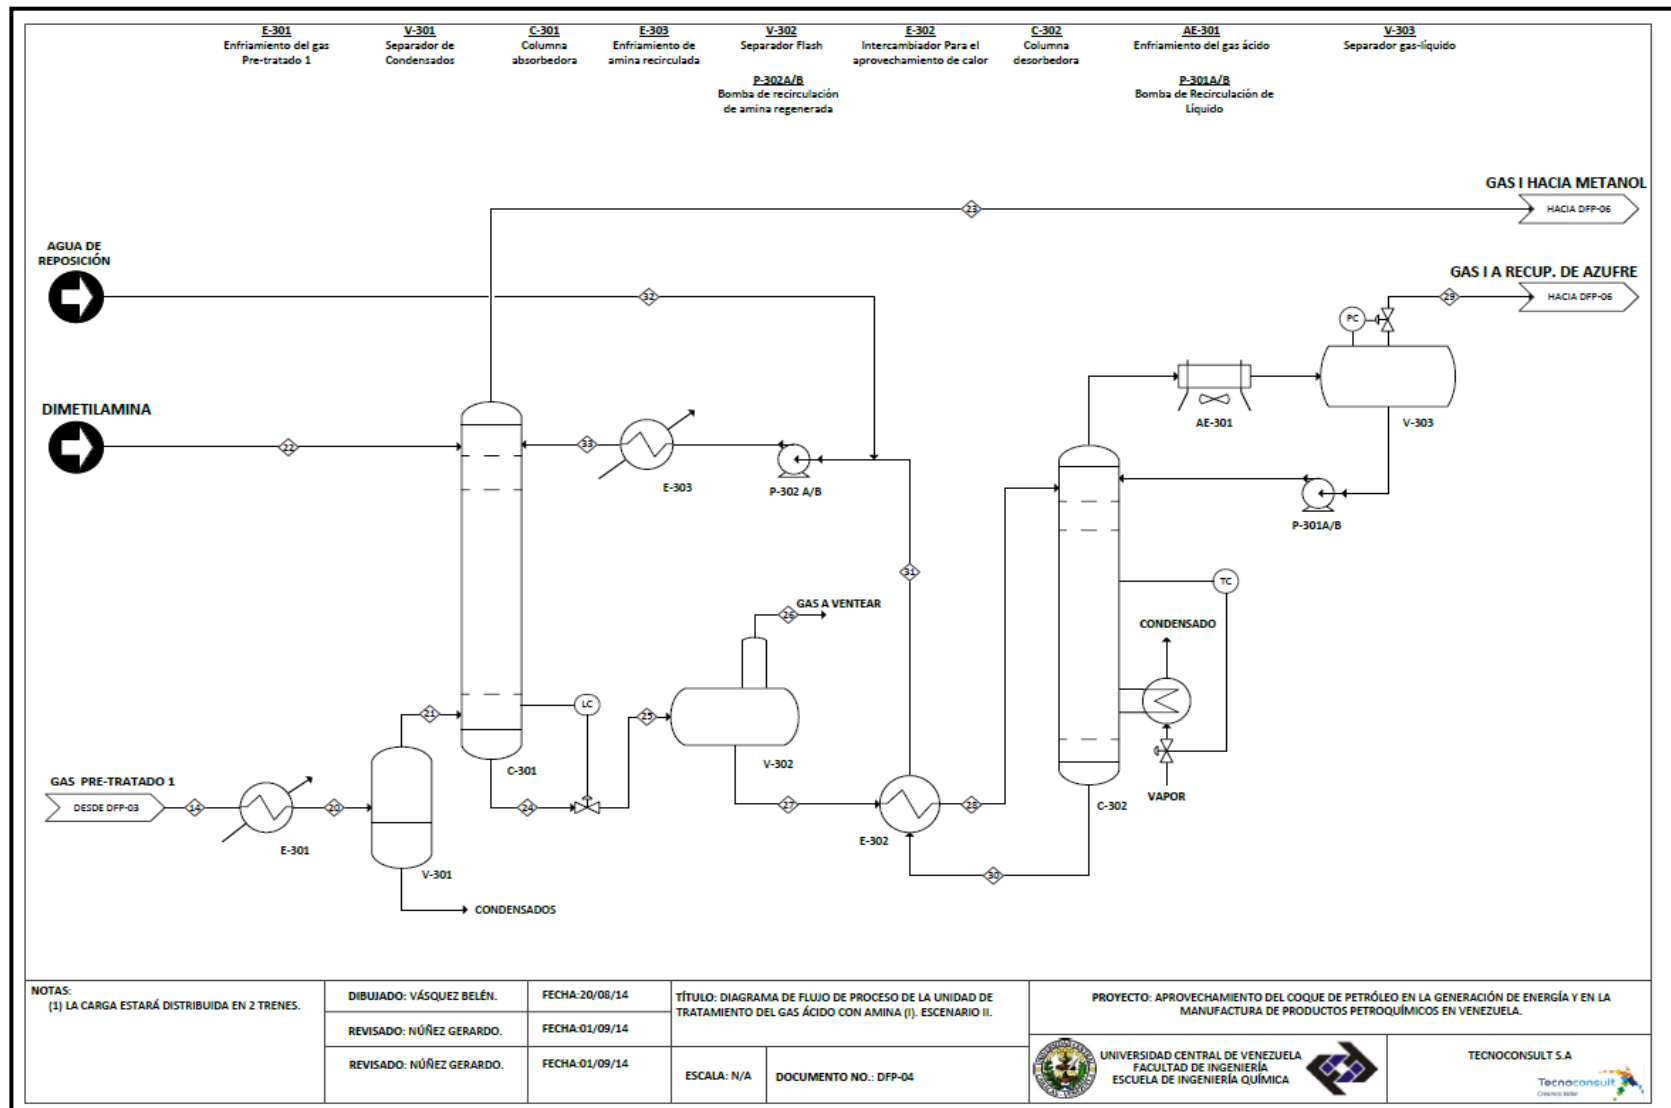 E-301
Enfriamiento del gas
Pre-tratado 1
V-301
Separador de
Condensados
C-301
Columna
absorbedora
E-303
Enfriamiento de
amina recirculada
V-302
Separador Flash
P-302A/B
Bomba de recirculación
de amina regenerada
E-302
Intercambiador Para el
aprovechamiento de calor
C-302
Columna
desorbedora
AE-301
Enfriamiento del gas ácido
P-301A/B
Bomba de Recirculación de
Líquido
V-303
Separador gas-líquido
GAS I HACIA METANOL
23
HACIA DFP-06
AGUA DE
REPOSICIÓN
32
GAS I A RECUP. DE AZUFRE
29
HACIA DFP-06
PC
DIMETILAMINA
22
33
E-303
P-302 A/B
AE-301
V-303
P-301A/B
31
TC
GAS A VENTEAR
26
CONDENSADO
21
LC
25
V-302
C-301
GAS PRE-TRATADO 1
DESDE DFP-03
14
20
24
27
28
E-302
VAPOR
C-302
E-301
V-301
30
CONDENSADOS
NOTAS:
(1) LA CARGA ESTARÁ DISTRIBUIDA EN 2 TRENES.
DIBUJADO: VÁSQUEZ BELÉN.
FECHA:20/08/14
REVISADO: NÚÑEZ GERARDO.
FECHA:01/09/14
REVISADO: NÚÑEZ GERARDO.
FECHA:01/09/14
TÍTULO: DIAGRAMA DE FLUJO DE PROCESO DE LA UNIDAD DE
TRATAMIENTO DEL GAS ÁCIDO CON AMINA (I). ESCENARIO II.
ESCALA: N/A
DOCUMENTO NO.: DFP-04
PROYECTO: APROVECHAMIENTO DEL COQUE DE PETRÓLEO EN LA GENERACIÓN DE ENERGÍA Y EN LA
MANUFACTURA DE PRODUCTOS PETROQUÍMICOS EN VENEZUELA.
UNIVERSIDAD CENTRAL DE VENEZUELA
FACULTAD DE INGENIERÍA
ESCUELA DE INGENIERÍA QUÍMICA
TECNOCONSULT S.A
Tecnoconsult